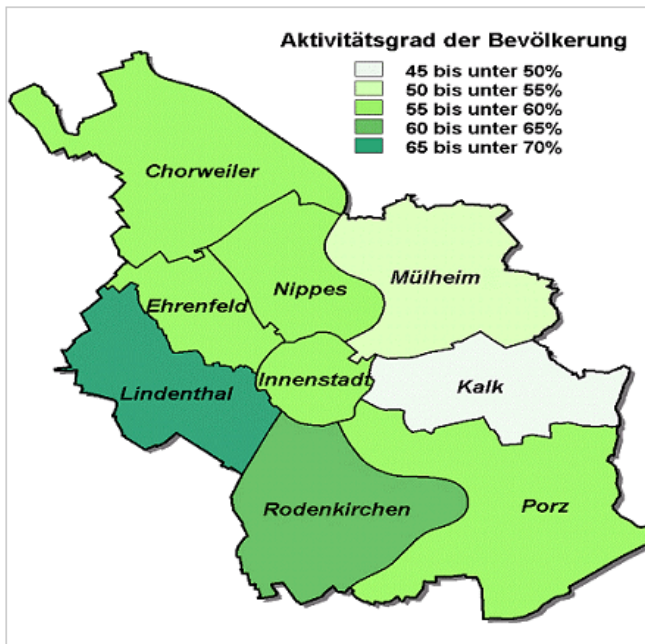 Aktivitätsgrad der Bevölkerung
45 bis unter 50%
50 bis unter 55%
55 bis unter 60%
60 bis unter 65%
65 bis unter 70%
Chorweiler
Nippes
Mülheim
Ehrenfeld
Lindenthal
Innenstadt
Kalk
Rodenkirchen
Porz